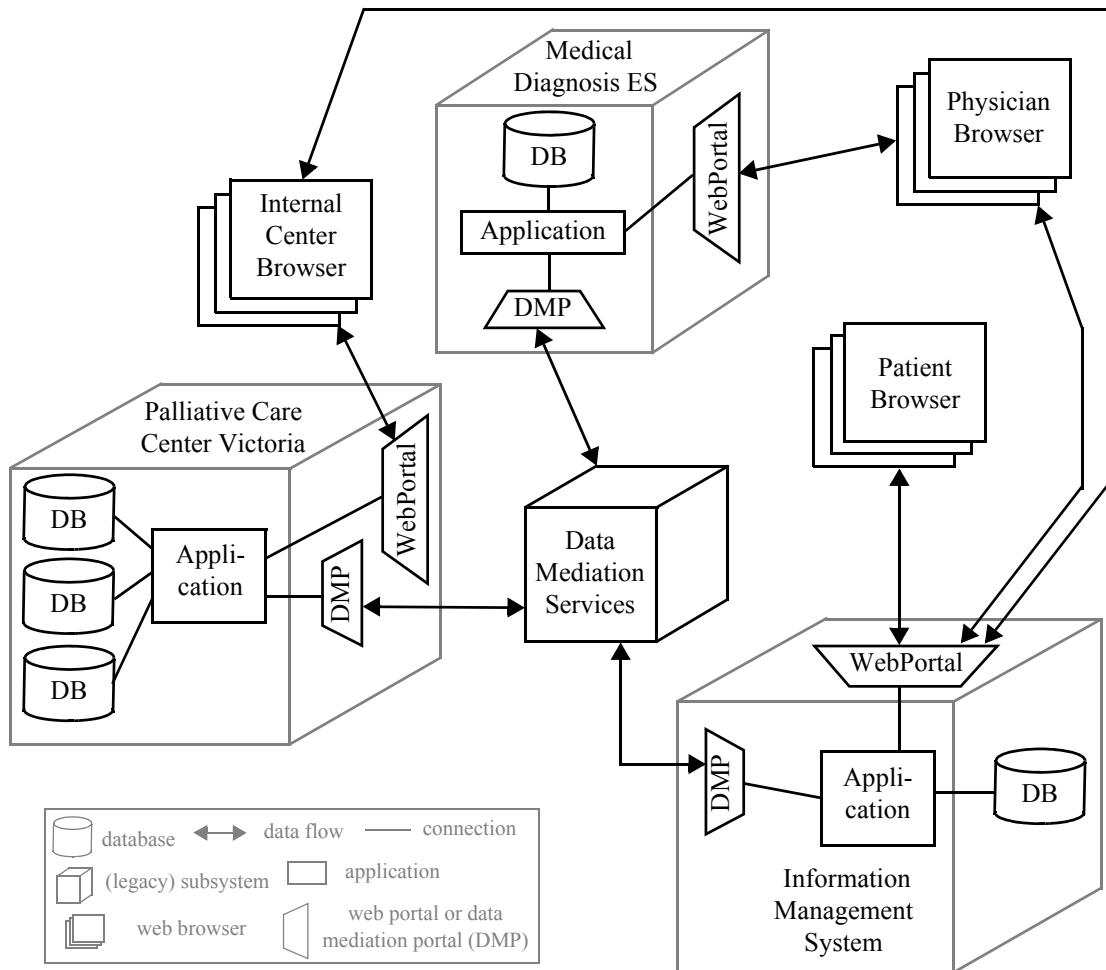 Medical
Diagnosis ES
DB
Application
DMP
WebPortal
Physician
Browser
Internal
Center
Browser
Patient
Browser
Palliative Care
Center Victoria
DB
DB
DB
Appli-
cation
WebPortal
DMP
Data
Mediation
Services
WebPortal
DMP
Appli-
cation
DB
Information
Management
System
database
data flow
connection
(legacy) subsystem
application
web browser
web portal or data
mediation portal (DMP)